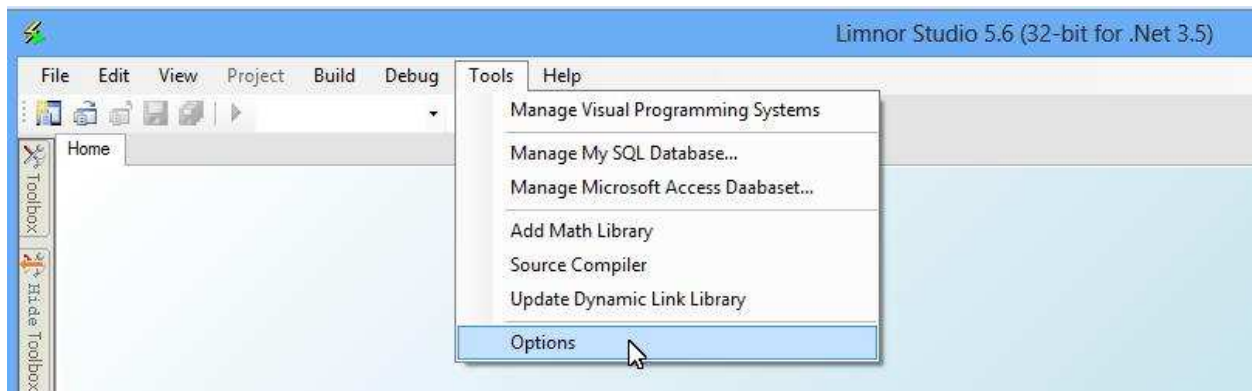 Limnor Studio 5.6 (32-bit for .Net 3.5)
File Edit View Project Build Debug Tools Help
Manage Visual Programming Systems
Home
Manage My SQL Database...
Manage Microsoft Access Daabaset...
Add Math Library
Source Compiler
Update Dynamic Link Library
Options
Toolbox
Hide Toolbox